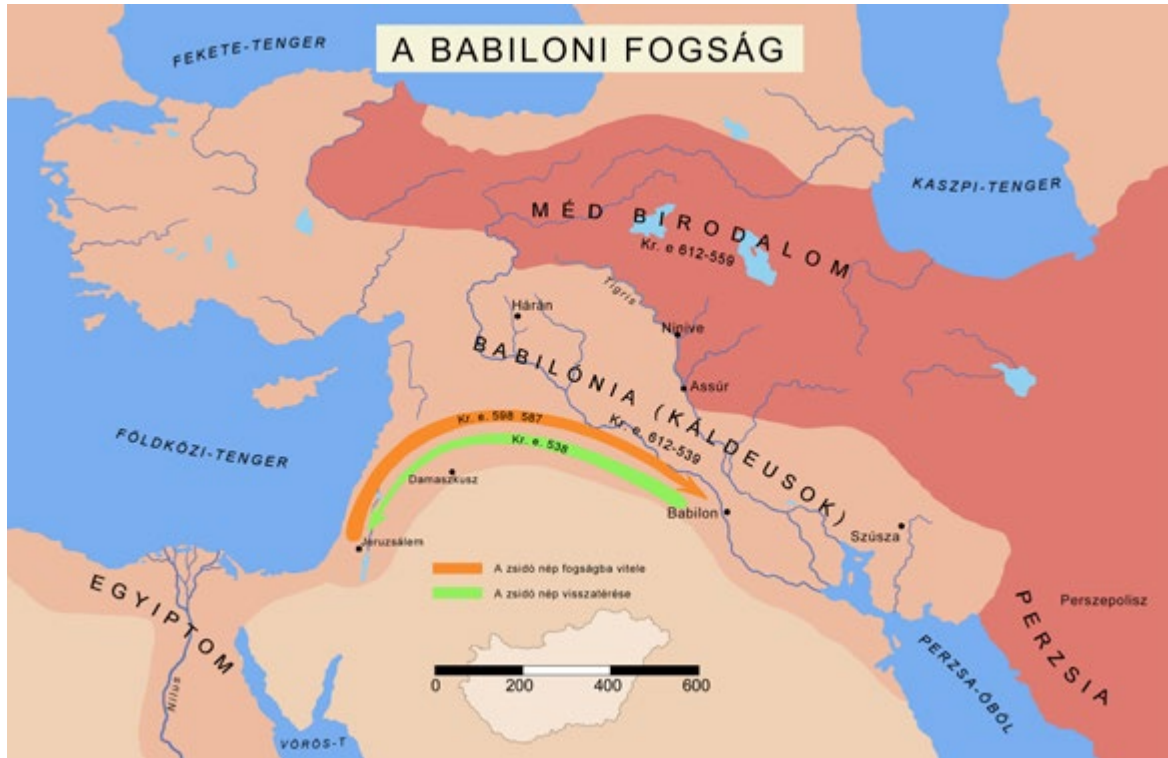 A BABILONI FOGSÁG
FEKETE-TENGER
KASZPI-TENGER
MÉD BIRODALOM
Kr. e 612-559
Tigris
Hárán
Ninive
BABILÓNIA (KÁLDEUSOK)
Kr. e. 612-539
Assúr
Kr. e. 598 587
Kr. e. 538
FÖLDKÖZI-TENGER
Damaszkusz
Babilon
Szúsza
Jeruzsálem
A zsidó nép fogságba vitele
A zsidó nép visszatérése
EGYIPTOM
Nílus
VÖRÖS-T
PERZSIA
Perszepolisz
PERZSA-ÖBÖL
0 200 400 600